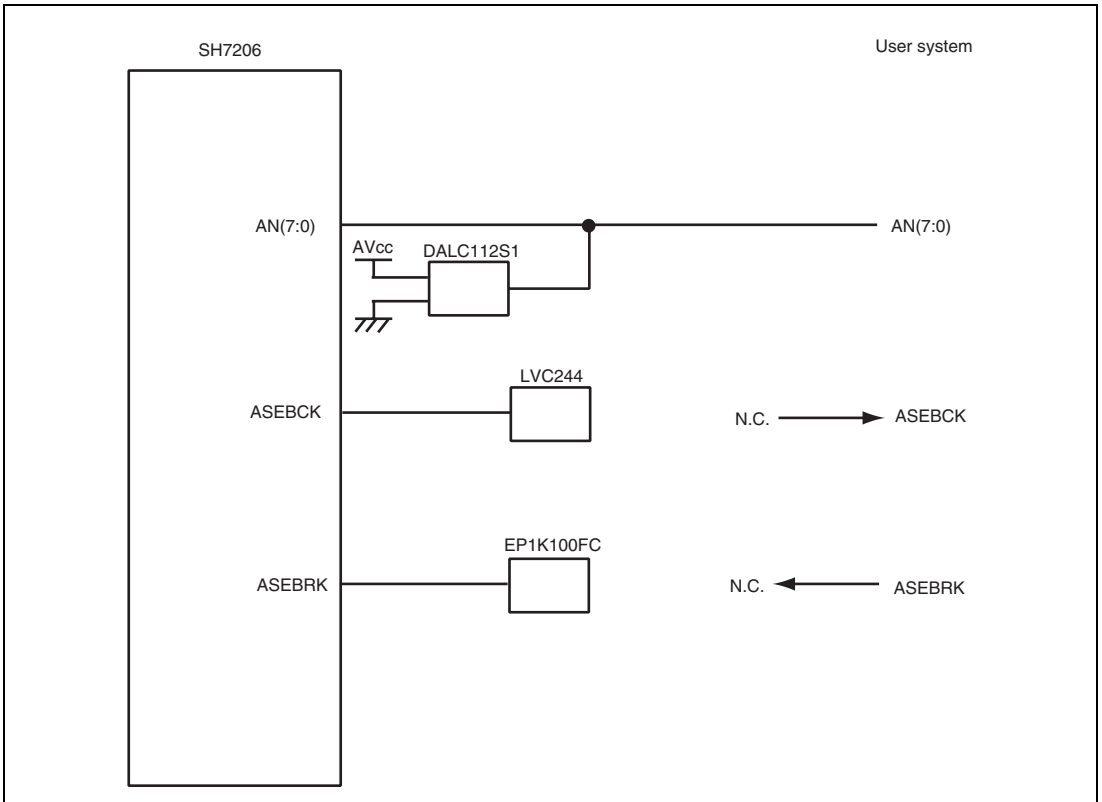 SH7206
User system
AN(7:0)
AN(7:0)
AVcc
DALC112S1
LVC244
ASEBCK
N.C.
ASEBCK
EP1K100FC
ASEBRK
N.C.
ASEBRK